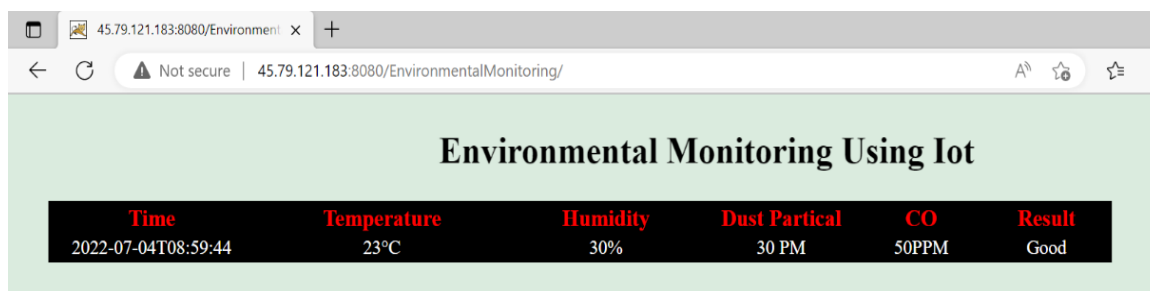 45.79.121.183:8080/Environment
Not secure | 45.79.121.183:8080/EnvironmentalMonitoring/
Environmental Monitoring Using Iot
Time Temperature Humidity Dust Partical CO Result
2022-07-04T08:59:44 23°C 30% 30 PM 50PPM Good